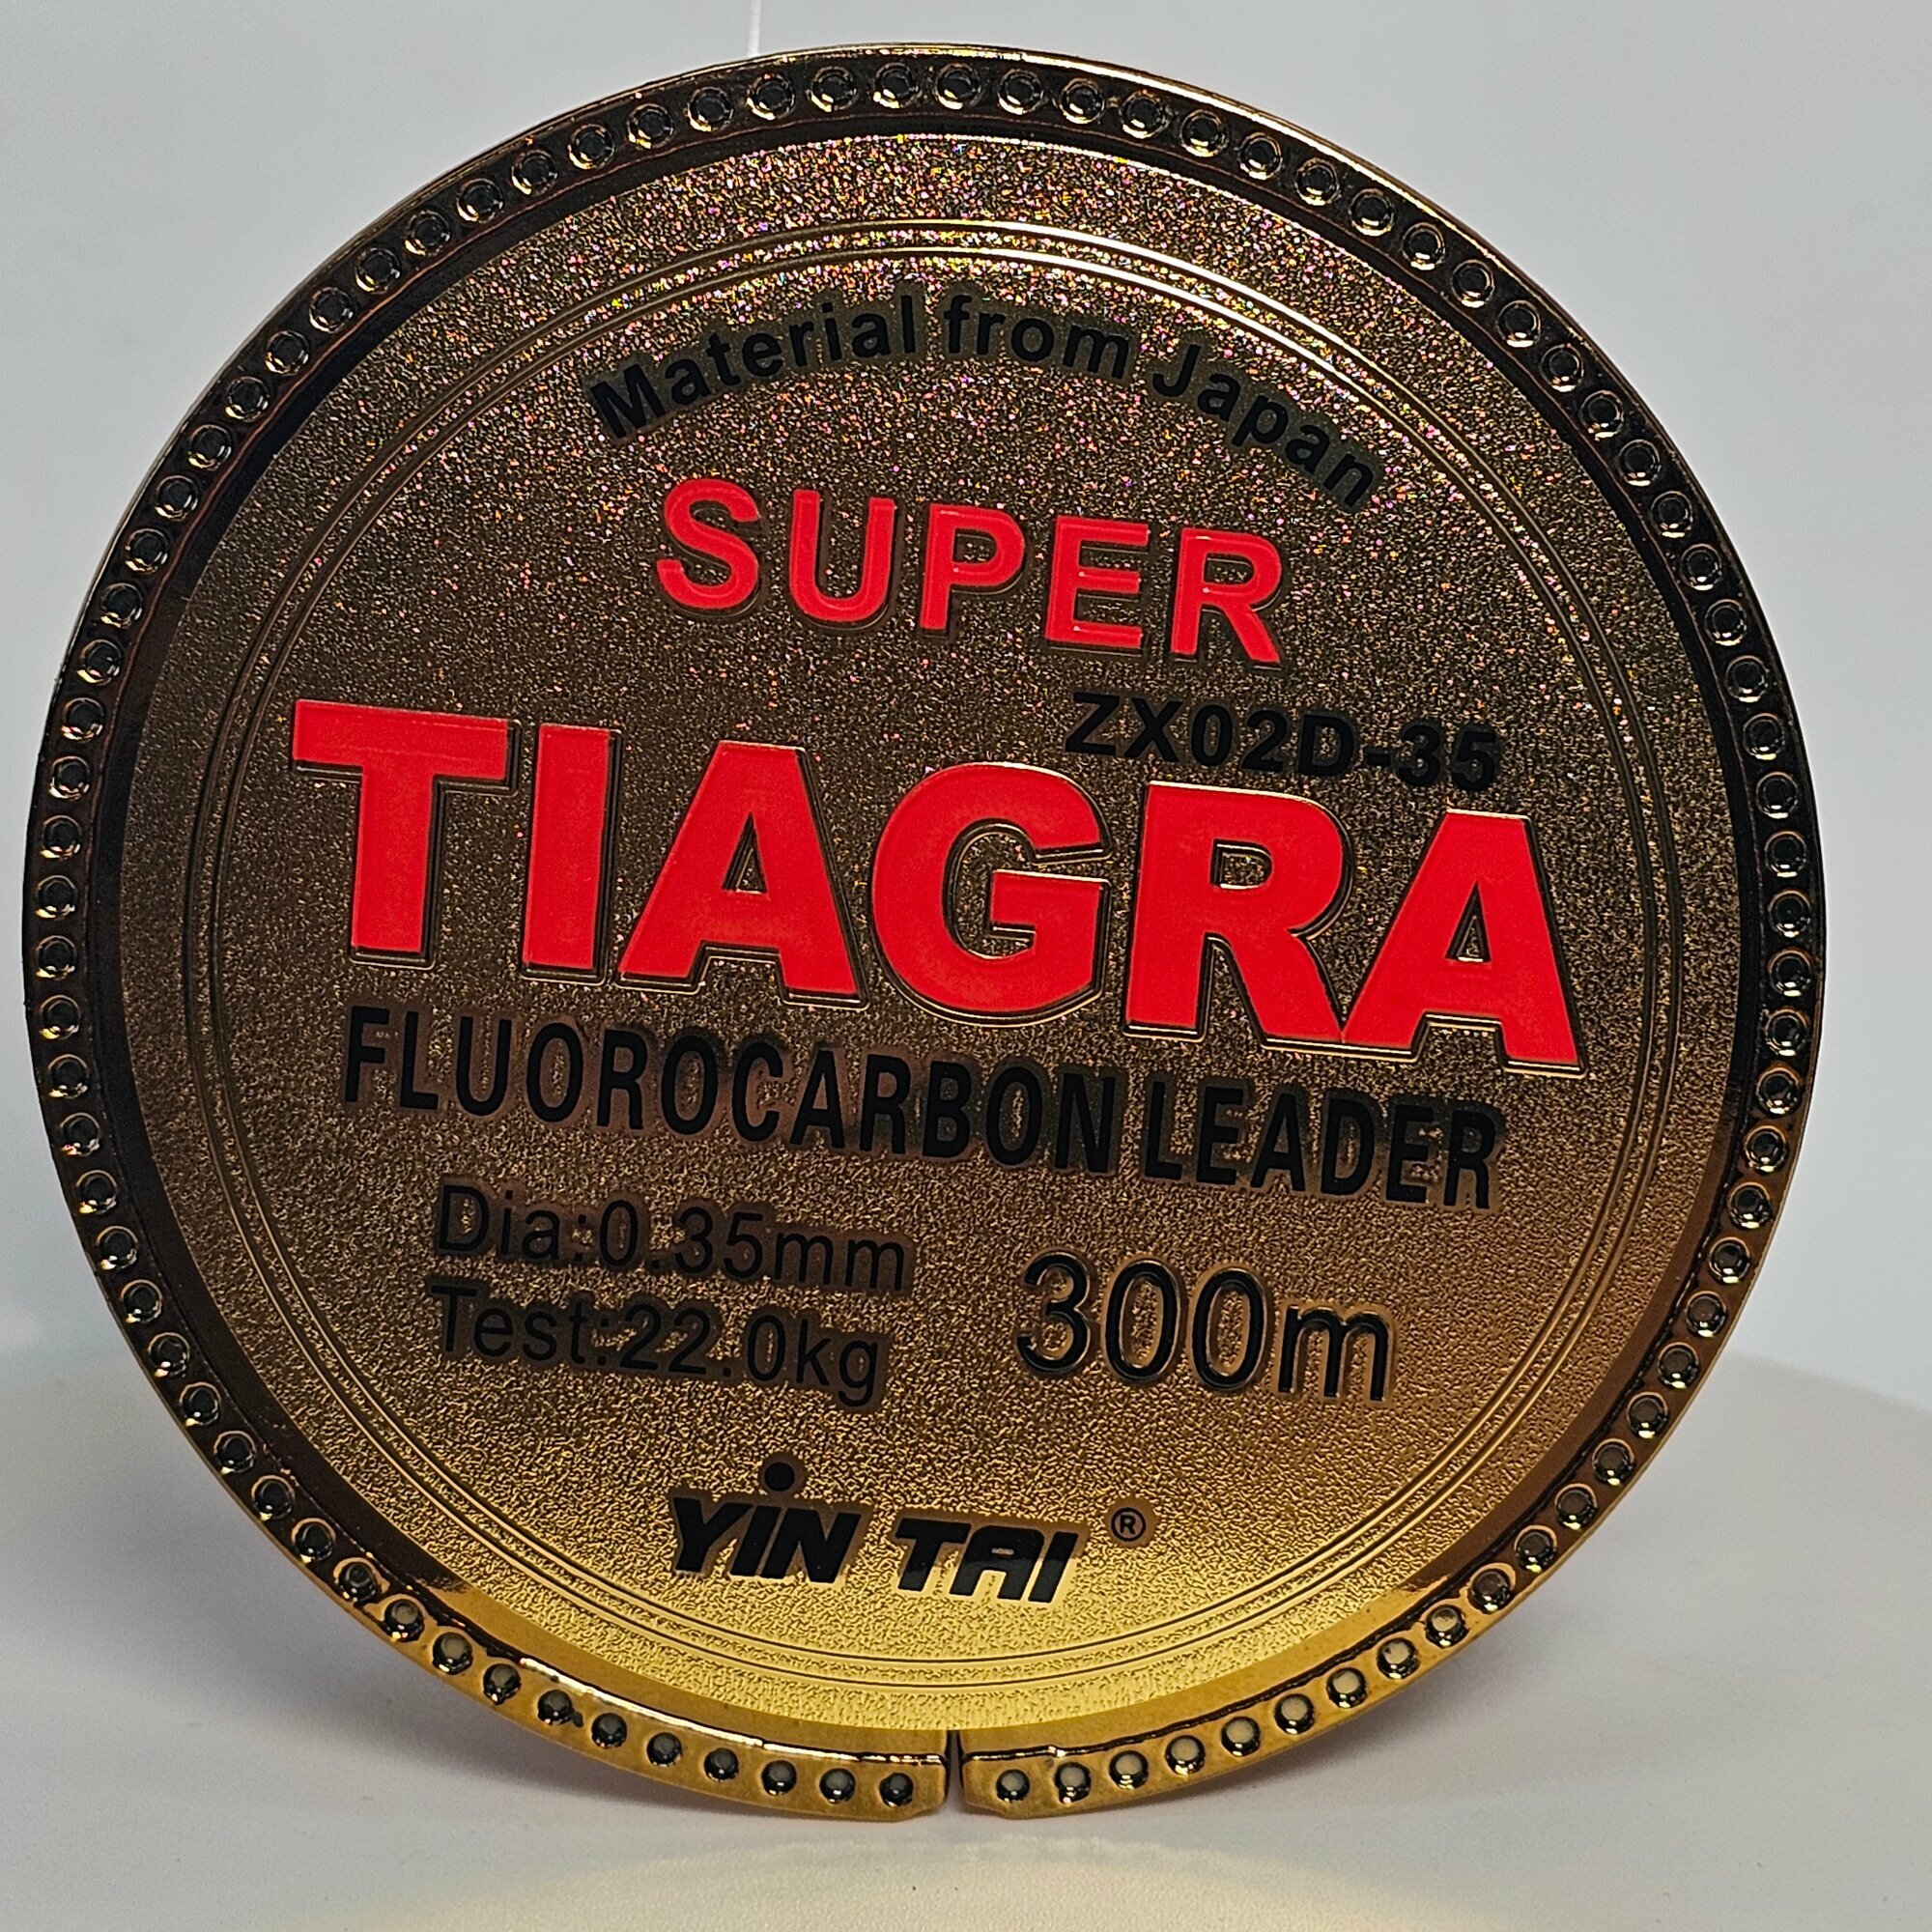 Material from Japan
SUPER
ZX02D-35
TIAGRA
FLUOROCARBON LEADER
Dia:0.35mm
Test:22.0kg
300m
YiN TAI ®